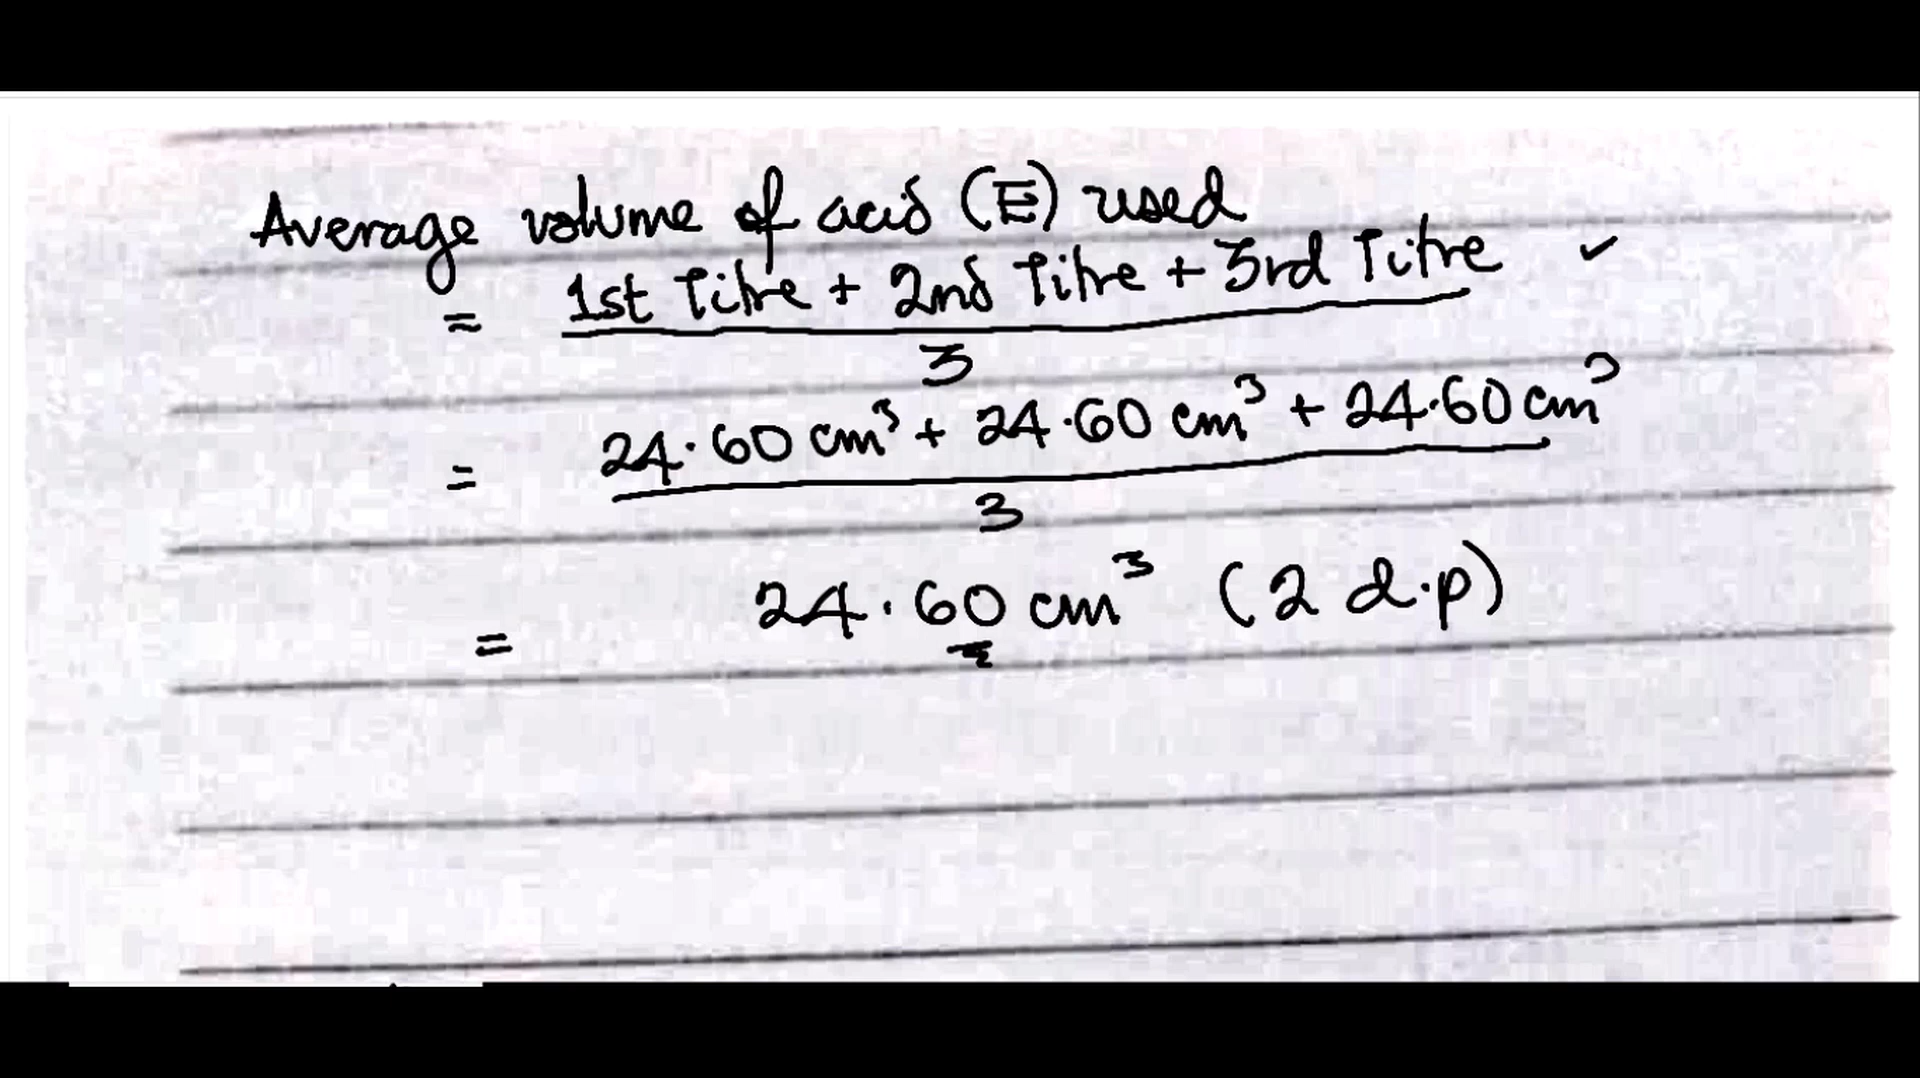 Average volume of acid (E) used
= 1st Titre + 2nd Titre + 3rd Titre ✓
3
= 24.60 cm³ + 24.60 cm³ + 24.60 cm³
3
= 24.60 cm³ (2 d.p)